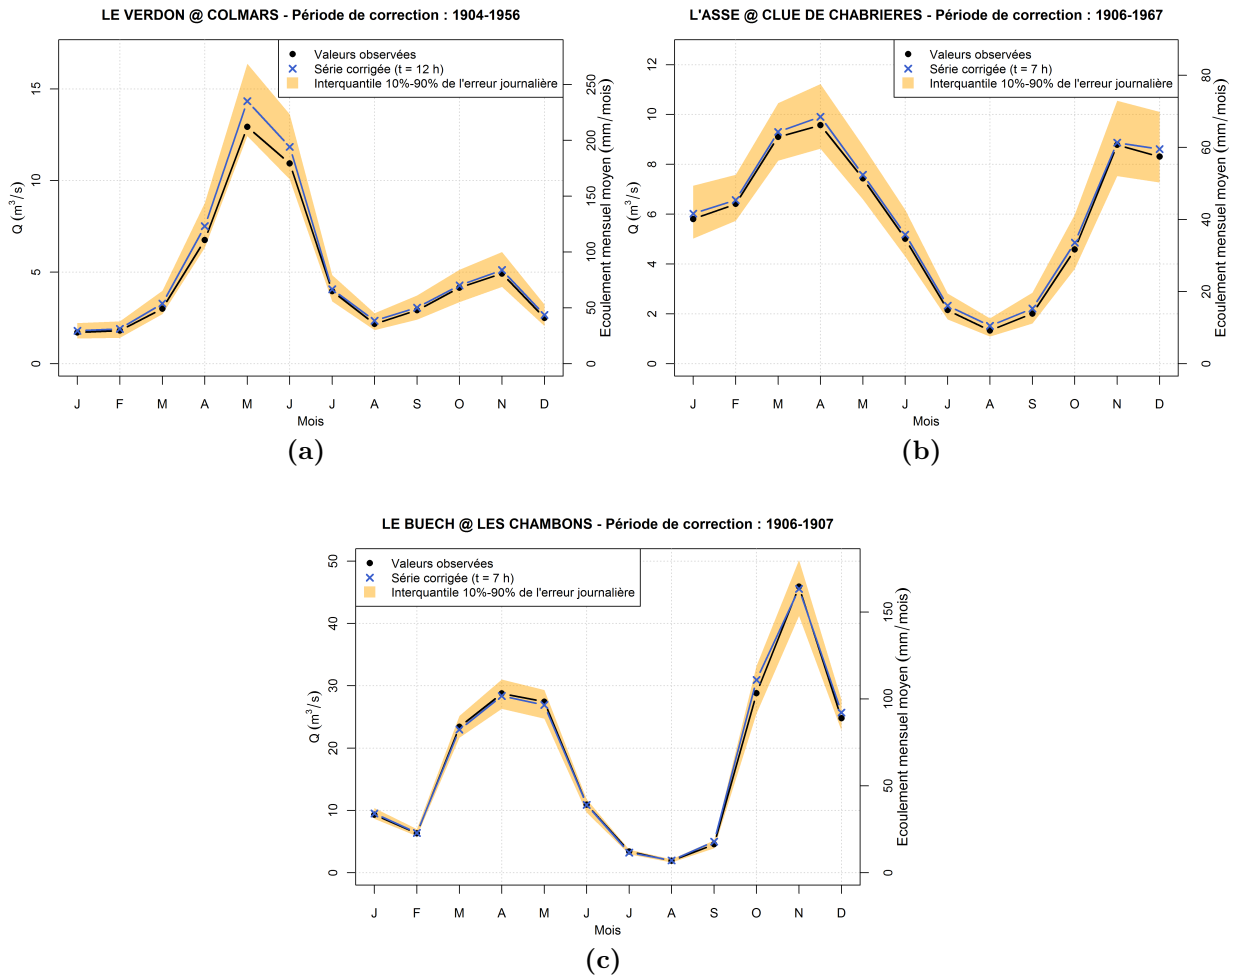 LE VERDON @ COLMARS - Période de correction : 1904-1956
Valeurs observées
Série corrigée (t = 12 h)
Interquantile 10%-90% de l'erreur journalière
Q (m³/s)
0 5 10 15
Ecoulement mensuel moyen (mm/mois)
0 50 100 150 200 250
J F M A M J J A S O N D
Mois
(a)
L'ASSE @ CLUE DE CHABRIERES - Période de correction : 1906-1967
Valeurs observées
Série corrigée (t = 7 h)
Interquantile 10%-90% de l'erreur journalière
Q (m³/s)
0 2 4 6 8 10 12
Ecoulement mensuel moyen (mm/mois)
0 20 40 60 80
J F M A M J J A S O N D
Mois
(b)
LE BUECH @ LES CHAMBONS - Période de correction : 1906-1907
Valeurs observées
Série corrigée (t = 7 h)
Interquantile 10%-90% de l'erreur journalière
Q (m³/s)
0 10 20 30 40 50
Ecoulement mensuel moyen (mm/mois)
0 50 100 150
J F M A M J J A S O N D
Mois
(c)